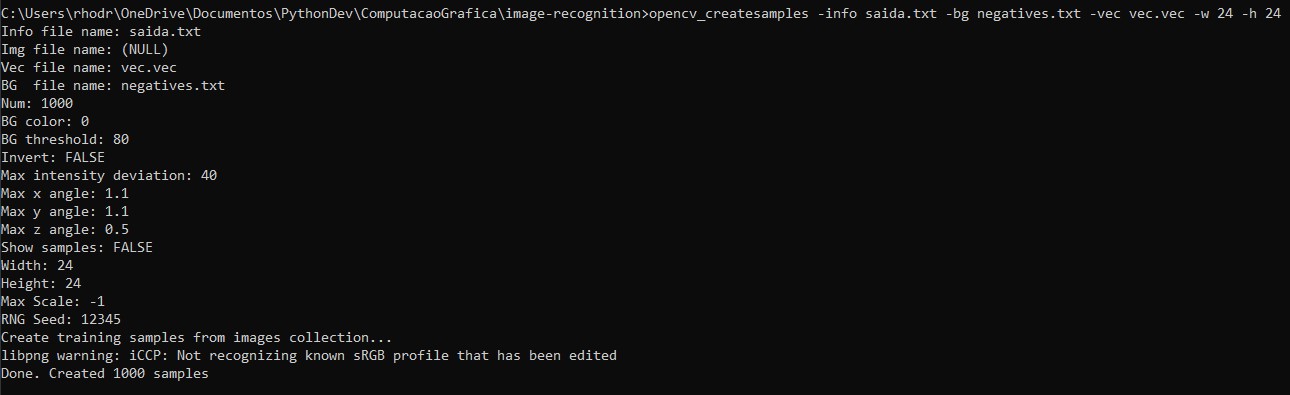 C:\Users\rhodr\OneDrive\Documentos\PythonDev\ComputacaoGrafica\image-recognition>opencv_createsamples -info saida.txt -bg negatives.txt -vec vec.vec -w 24 -h 24
Info file name: saida.txt
Img file name: (NULL)
Vec file name: vec.vec
BG  file name: negatives.txt
Num: 1000
BG color: 0
BG threshold: 80
Invert: FALSE
Max intensity deviation: 40
Max x angle: 1.1
Max y angle: 1.1
Max z angle: 0.5
Show samples: FALSE
Width: 24
Height: 24
Max Scale: -1
RNG Seed: 12345
Create training samples from images collection...
libpng warning: iCCP: Not recognizing known sRGB profile that has been edited
Done. Created 1000 samples